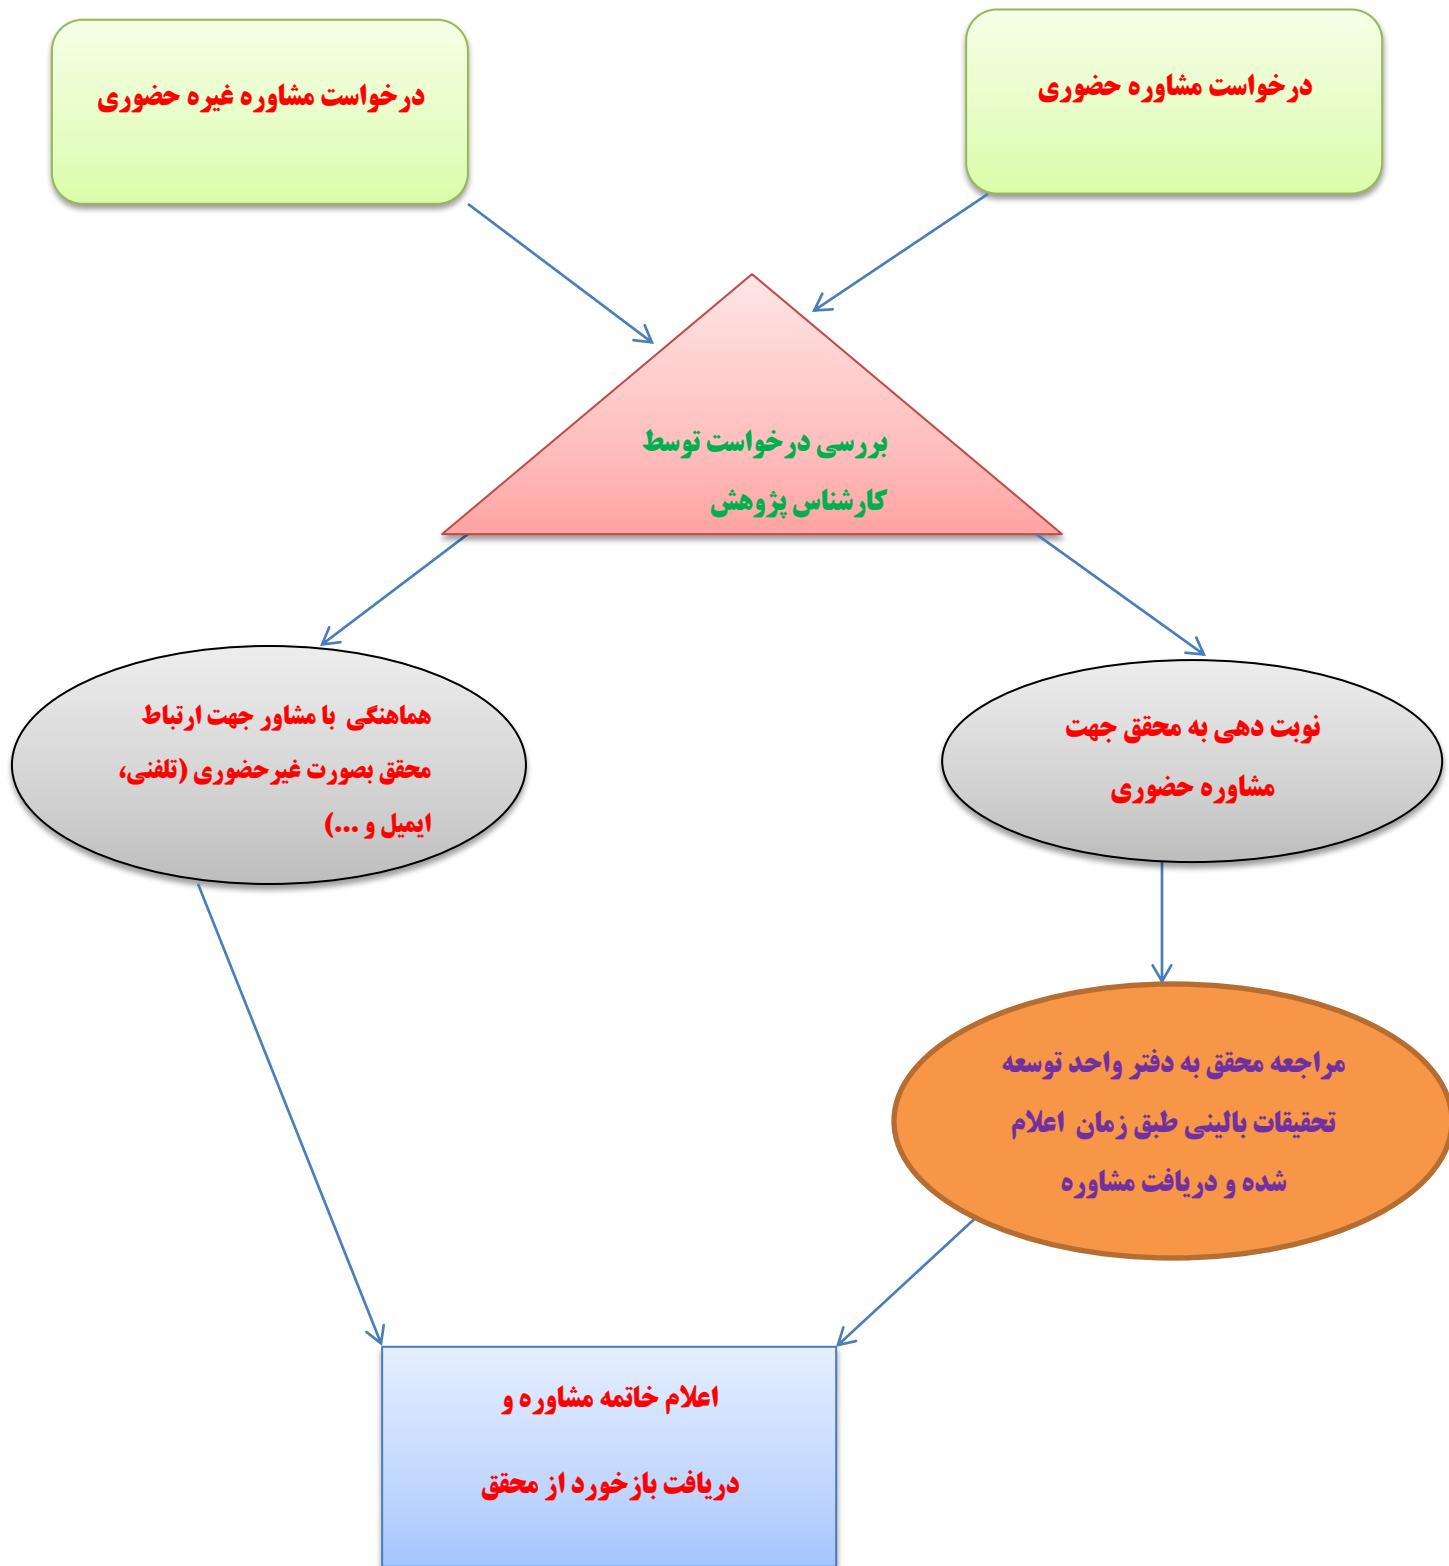 درخواست مشاوره حضوری
درخواست مشاوره غیره حضوری
بررسی درخواست توسط
کارشناس پژوهش
نوبت دهی به محقق جهت
مشاوره حضوری
هماهنگی با مشاور جهت ارتباط
محقق بصورت غیرحضوری (تلفنی،
ایمیل و ...)
مراجعه محقق به دفتر واحد توسعه
تحقیقات بالینی طبق زمان اعلام
شده و دریافت مشاوره
اعلام خاتمه مشاوره و
دریافت بازخورد از محقق